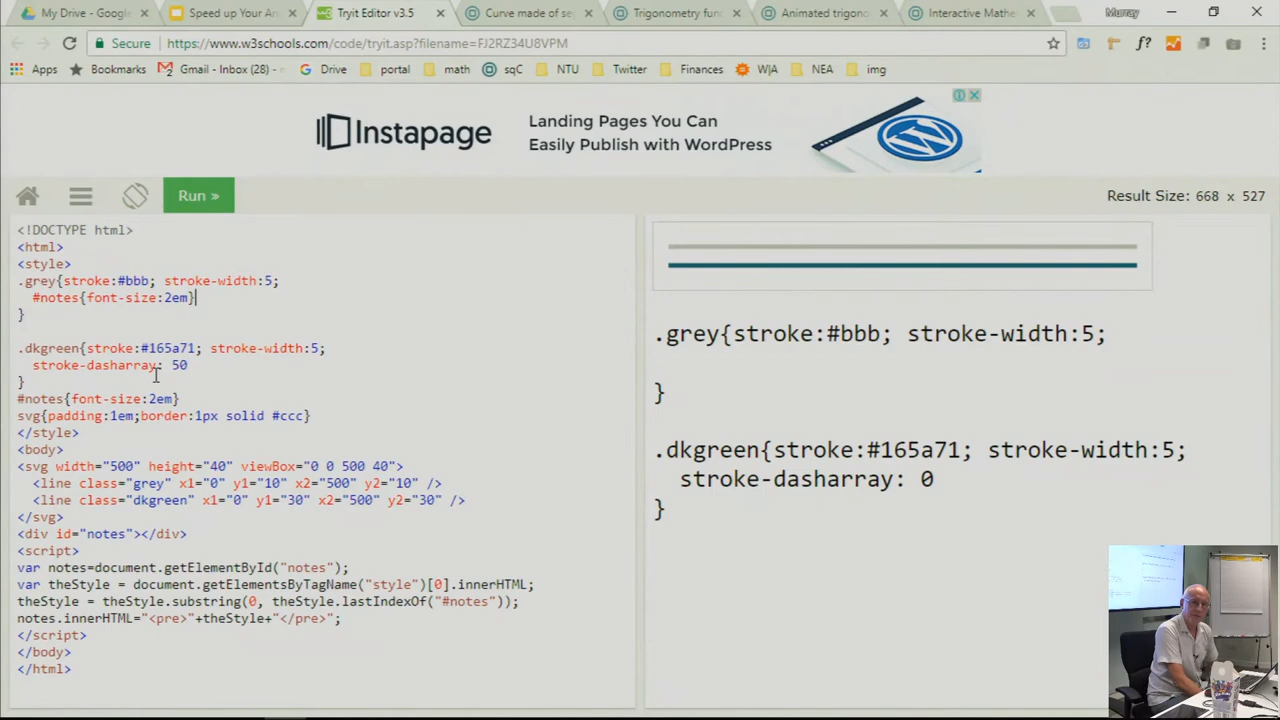 My Drive - Google
Speed up Your An
Tryit Editor v3.5
Curve made of se
Trigonometry fun
Animated trigono
Interactive Mathe
Murray
Secure
https://www.w3schools.com/code/tryit.asp?filename=FJ2RZ34U8VPM
f?
Apps
Bookmarks
Gmail - Inbox (28) -
Drive
portal
math
sqC
NTU
Twitter
Finances
WJA
NEA
img
Instapage
Landing Pages You Can
Easily Publish with WordPress
Run »
Result Size: 668 x 527
<!DOCTYPE html>
<html>
<style>
.grey{stroke:#bbb; stroke-width:5;
#notes{font-size:2em}
}
.dkgreen{stroke:#165a71; stroke-width:5;
stroke-dasharray: 50
}
#notes{font-size:2em}
svg{padding:1em;border:1px solid #ccc}
</style>
<body>
<svg width="500" height="40" viewBox="0 0 500 40">
<line class="grey" x1="0" y1="10" x2="500" y2="10" />
<line class="dkgreen" x1="0" y1="30" x2="500" y2="30" />
</svg>
<div id="notes"></div>
<script>
var notes=document.getElementById("notes");
var theStyle = document.getElementsByTagName("style")[0].innerHTML;
theStyle = theStyle.substring(0, theStyle.lastIndexOf("#notes"));
notes.innerHTML="<pre>"+theStyle+"</pre>";
</script>
</body>
</html>
.grey{stroke:#bbb; stroke-width:5;
}
.dkgreen{stroke:#165a71; stroke-width:5;
stroke-dasharray: 0
}